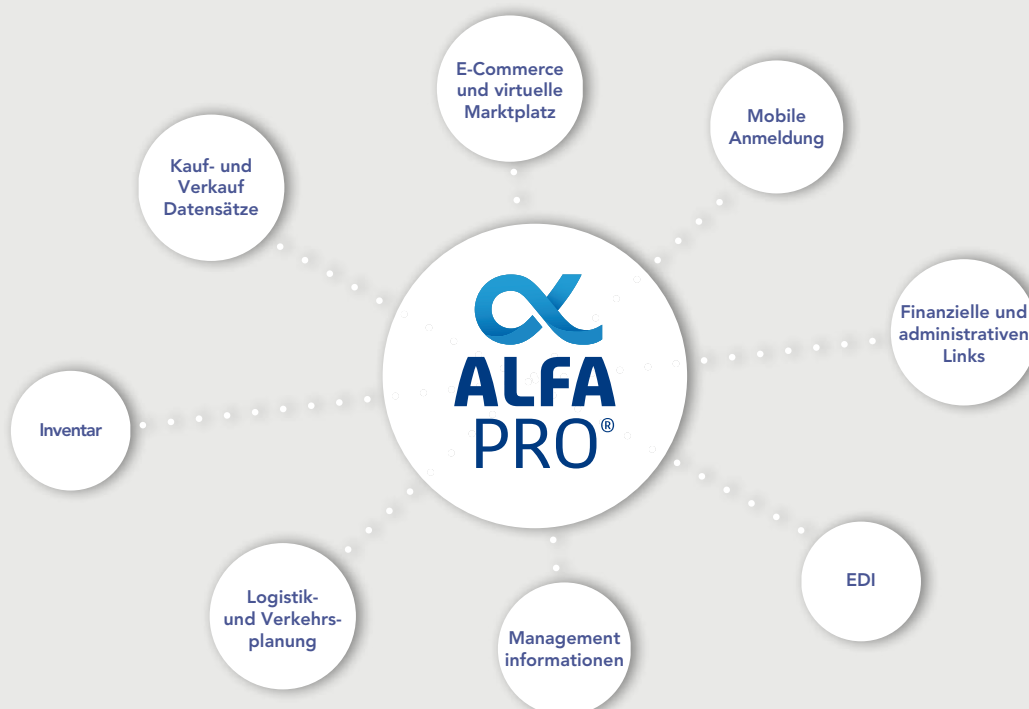 E-Commerce
und virtuelle
Marktplatz
Mobile
Anmeldung
Kauf- und
Verkauf
Datensätze
Finanzielle und
administrativen
Links
ALFA
PRO®
Inventar
EDI
Logistik-
und Verkehrs-
planung
Management
informationen